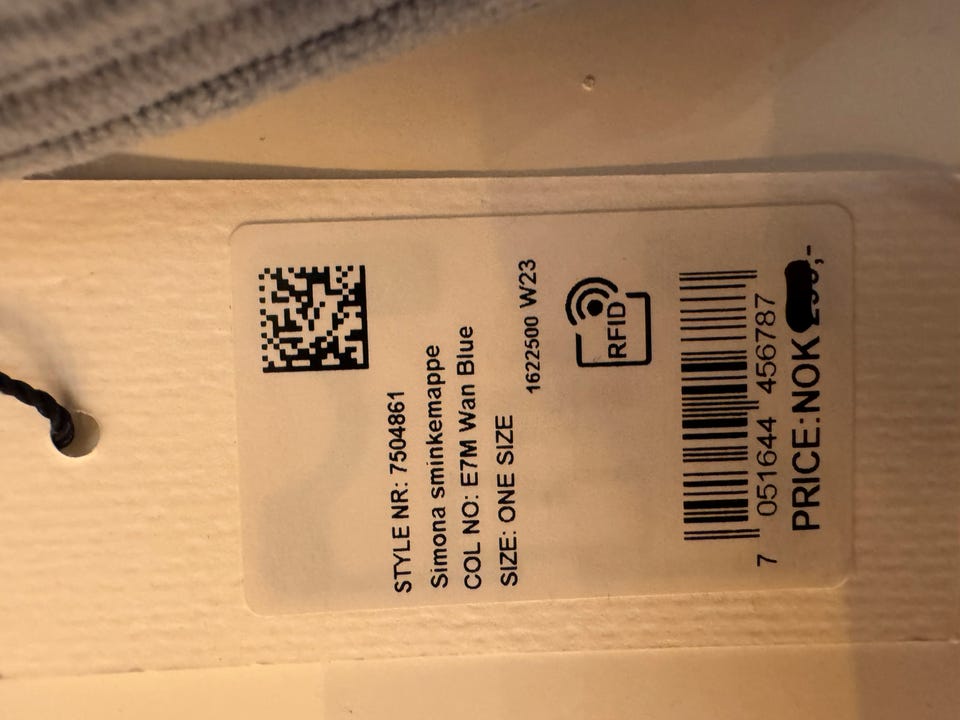 STYLE NR: 7504861
Simona sminkemappe
COL NO: E7M Wan Blue
SIZE: ONE SIZE
1622500 W23
RFID
7 051644 456787
PRICE:NOK